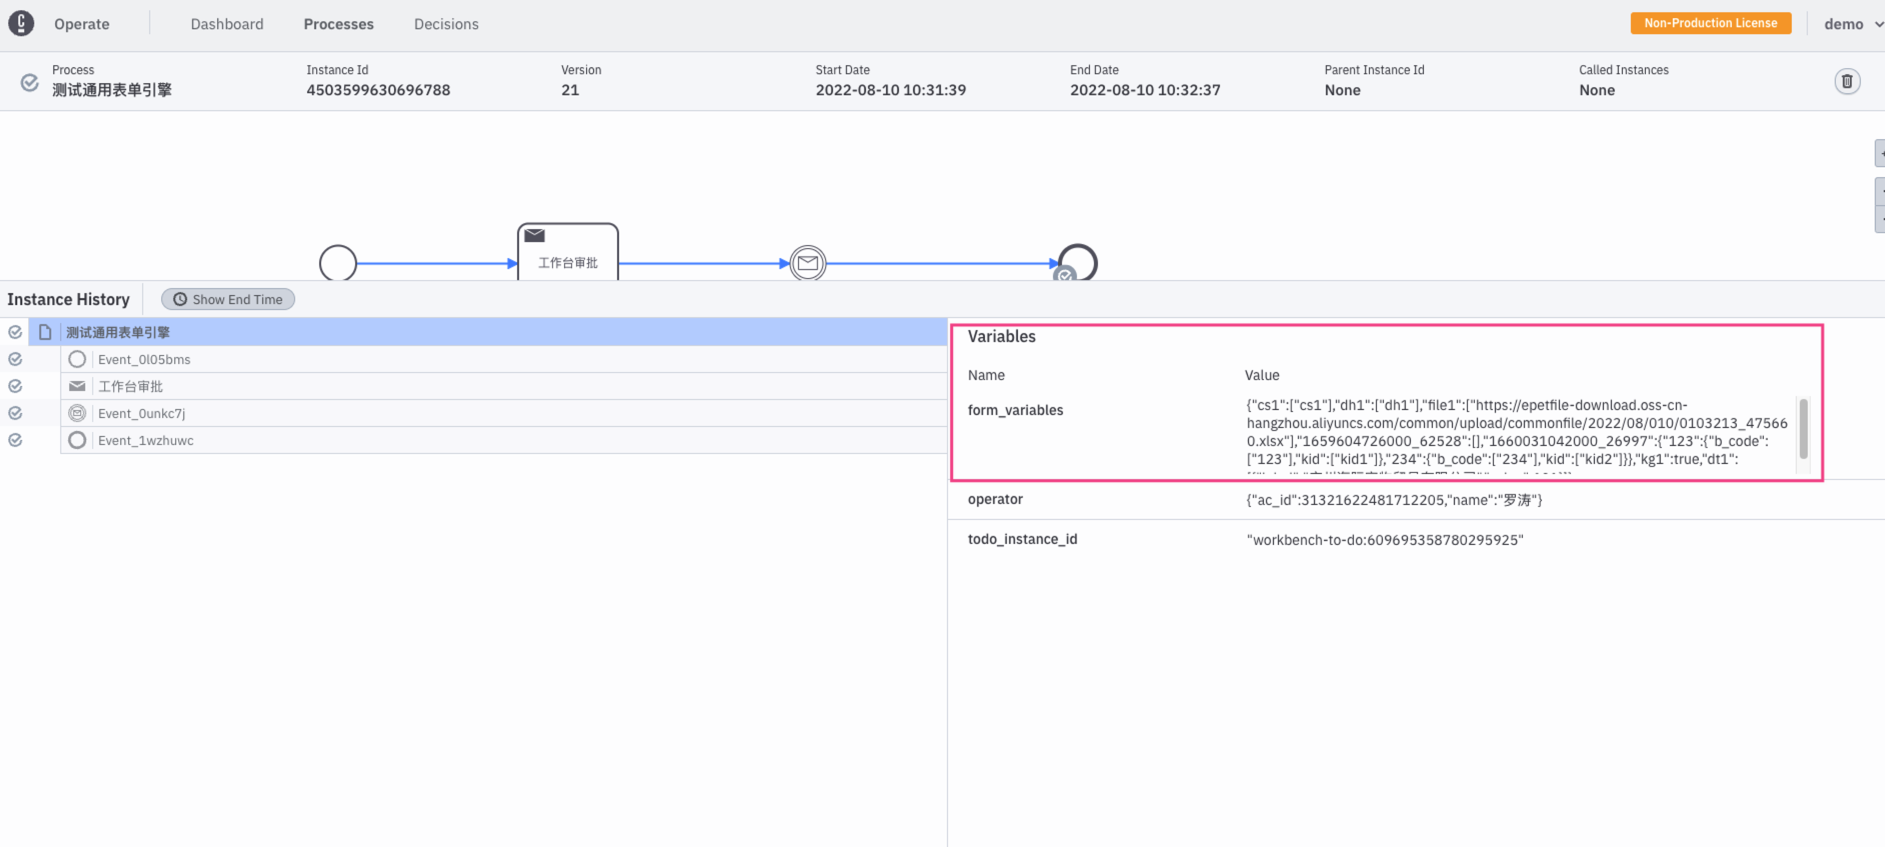 Operate
Dashboard
Processes
Decisions
Non-Production License
demo
Process
测试通用表单引擎
Instance Id
4503599630696788
Version
21
Start Date
2022-08-10 10:31:39
End Date
2022-08-10 10:32:37
Parent Instance Id
None
Called Instances
None
工作台审批
Instance History
Show End Time
测试通用表单引擎
Event_0l05bms
工作台审批
Event_0unkc7j
Event_1wzhuwc
Variables
Name
Value
form_variables
{"cs1":["cs1"],"dh1":["dh1"],"file1":["https://epetfile-download.oss-cn-
hangzhou.aliyuncs.com/common/upload/commonfile/2022/08/010/0103213_47566
0.xlsx"],"1659604726000_62528":[],"1660031042000_26997":{"123":{"b_code":
["123"],"kid":["kid1"]},"234":{"b_code":["234"],"kid":["kid2"]}},"kg1":true,"dt1":
operator
{"ac_id":31321622481712205,"name":"罗涛"}
todo_instance_id
"workbench-to-do:609695358780295925"